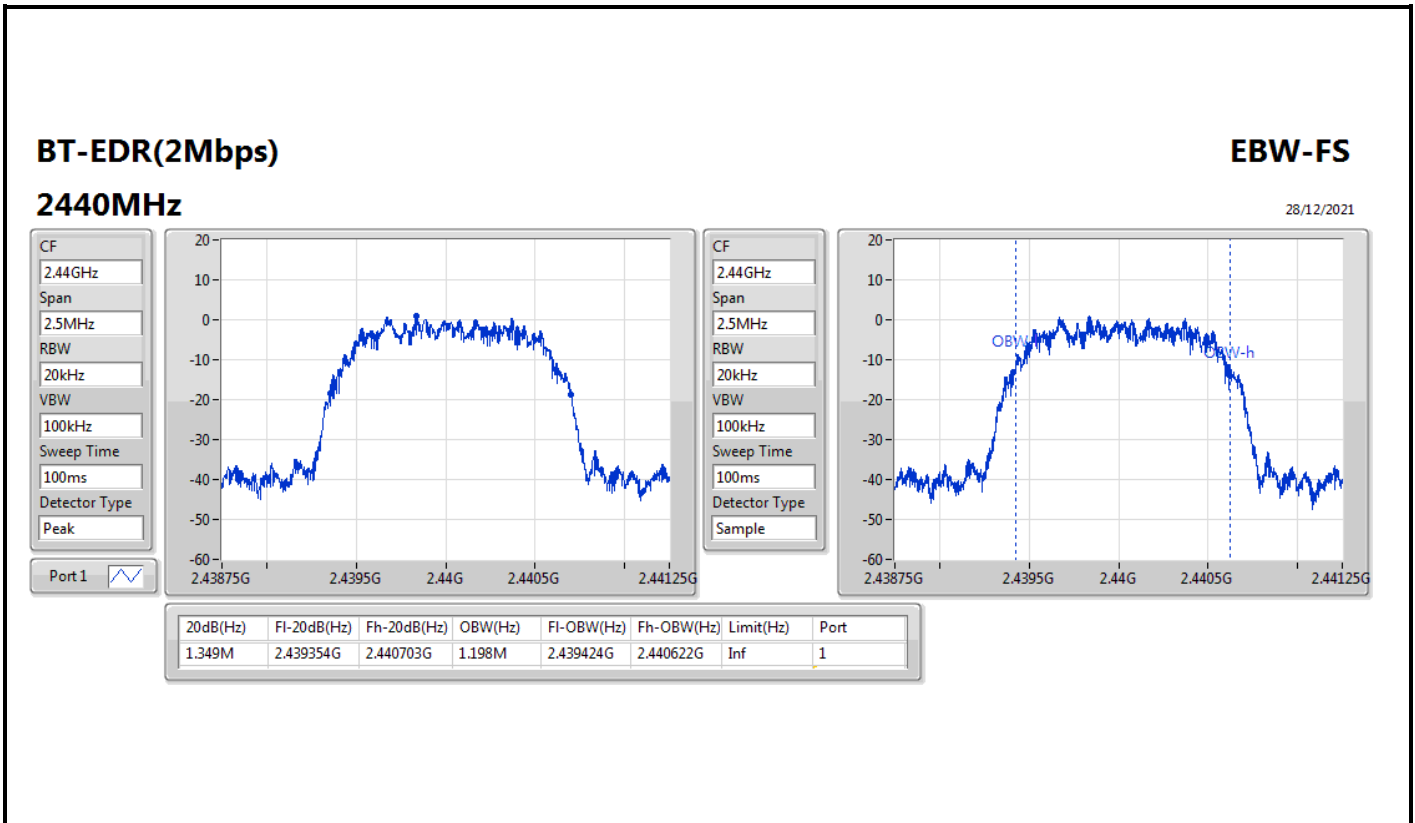 BT-EDR(2Mbps)
EBW-FS
2440MHz
28/12/2021
CF
2.44GHz
Span
2.5MHz
RBW
20kHz
VBW
100kHz
Sweep Time
100ms
Detector Type
Peak
Port 1
20
10
0
-10
-20
-30
-40
-50
-60
2.43875G 2.4395G 2.44G 2.4405G 2.44125G
CF
2.44GHz
Span
2.5MHz
RBW
20kHz
VBW
100kHz
Sweep Time
100ms
Detector Type
Sample
20
10
0
-10
-20
-30
-40
-50
-60
OBW
OBW-h
2.43875G 2.4395G 2.44G 2.4405G 2.44125G
20dB(Hz) Fl-20dB(Hz) Fh-20dB(Hz) OBW(Hz) Fl-OBW(Hz) Fh-OBW(Hz) Limit(Hz) Port
1.349M 2.439354G 2.440703G 1.198M 2.439424G 2.440622G Inf 1